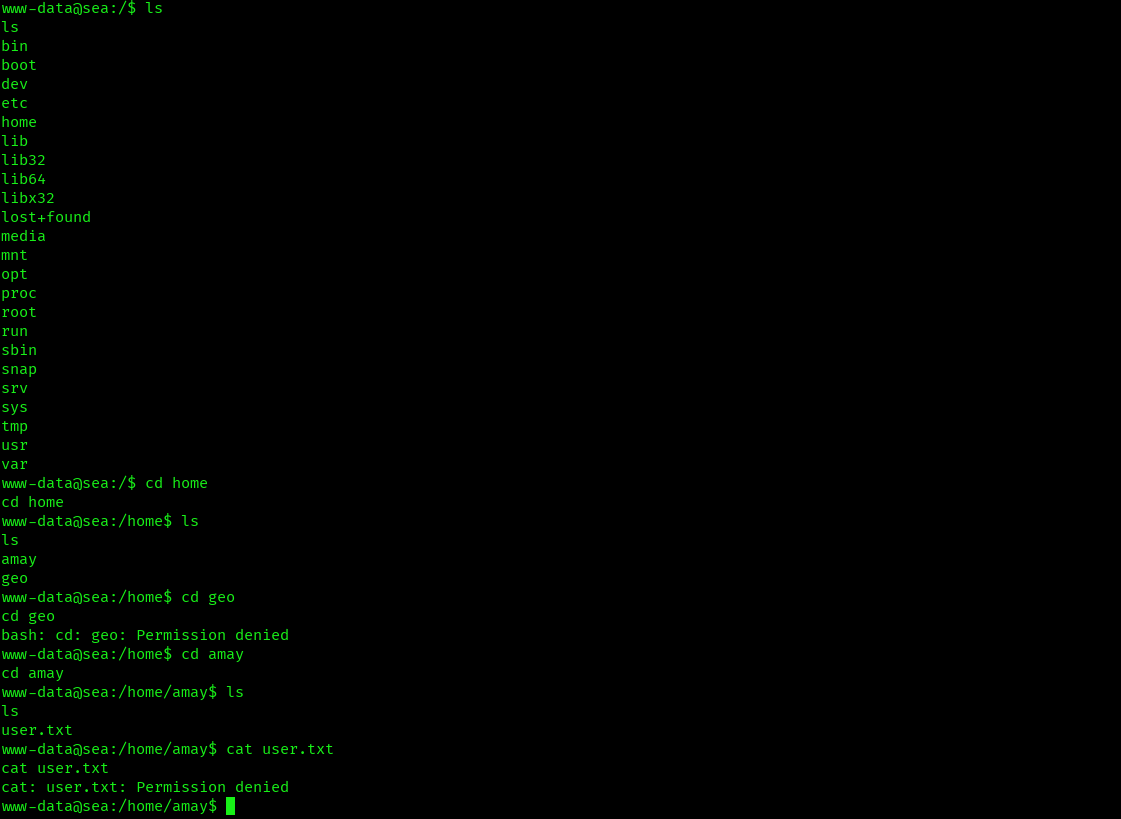 www-data@sea:/$ ls
ls
bin
boot
dev
etc
home
lib
lib32
lib64
libx32
lost+found
media
mnt
opt
proc
root
run
sbin
snap
srv
sys
tmp
usr
var
www-data@sea:/$ cd home
cd home
www-data@sea:/home$ ls
ls
amay
geo
www-data@sea:/home$ cd geo
cd geo
bash: cd: geo: Permission denied
www-data@sea:/home$ cd amay
cd amay
www-data@sea:/home/amay$ ls
ls
user.txt
www-data@sea:/home/amay$ cat user.txt
cat user.txt
cat: user.txt: Permission denied
www-data@sea:/home/amay$